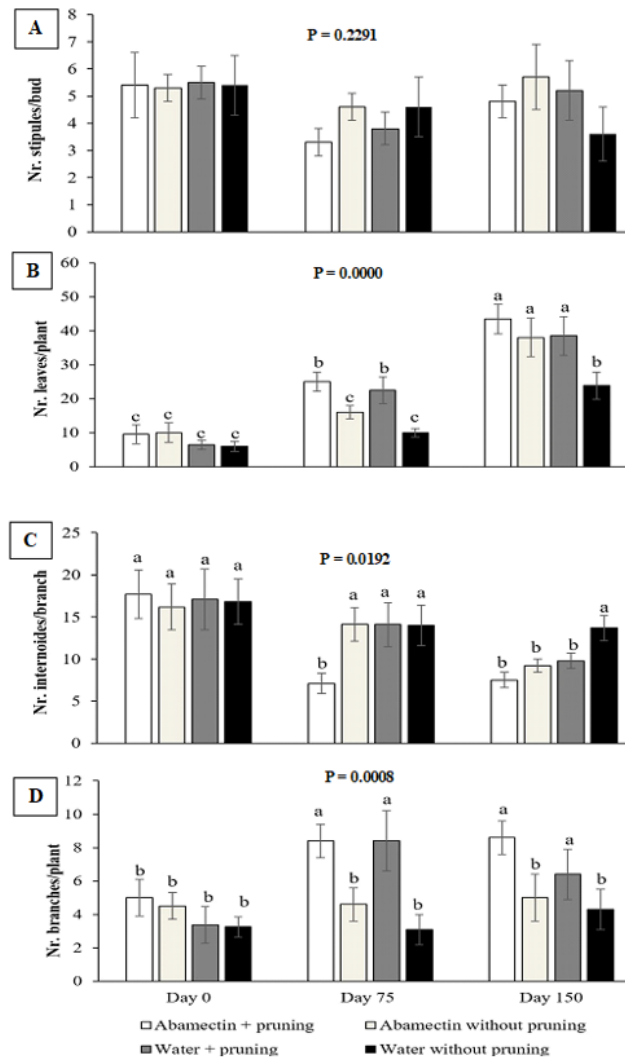 A
P = 0.2291
Nr. stipules/bud
8
7
6
5
4
3
2
1
0
B
P = 0.0000
Nr. leaves/plant
60
50
40
30
20
10
0
c c c c
b c b c
a a a b
C
P = 0.0192
Nr. internoides/branch
25
20
15
10
5
0
a a a a
b a a a
b b b a
D
P = 0.0008
Nr. branches/plant
12
10
8
6
4
2
0
b b b b
a b a b
a b a b
Day 0 Day 75 Day 150
Abamectin + pruning Abamectin without pruning
Water + pruning Water without pruning